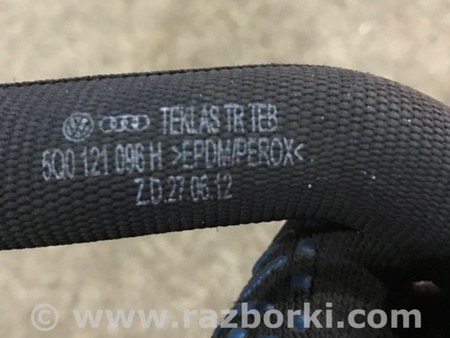 TEKLAS TR TEB
5Q0 121 096 H >EPDM/PEROX<
Z.D.27.06.12
© www.razborki.com